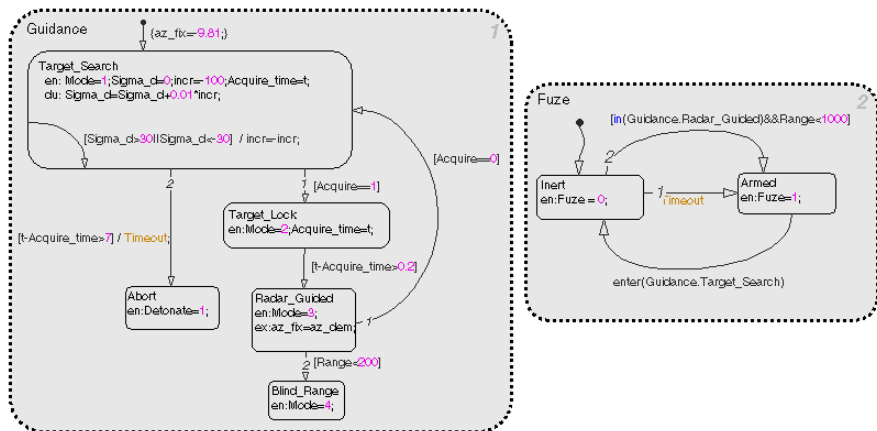 Guidance
1
{az_fix=-9.81;}
Target_Search
en: Mode=1;Sigma_d=0;incr=-100;Acquire_time=t;
du: Sigma_d=Sigma_d+0.01*incr;
[Sigma_d>30||Sigma_d<-30] / incr=-incr;
[Acquire==0]
2
1
[Acquire==1]
Target_Lock
en:Mode=2;Acquire_time=t;
[t-Acquire_time>7] / Timeout;
[t-Acquire_time>0.2]
Abort
en:Detonate=1;
Radar_Guided
en:Mode=3;
ex:az_fix=az_dem;
1
2
[Range<200]
Blind_Range
en:Mode=4;
Fuze
2
[in(Guidance.Radar_Guided)&&Range<1000]
2
Inert
en:Fuze = 0;
1
Timeout
Armed
en:Fuze=1;
enter(Guidance.Target_Search)